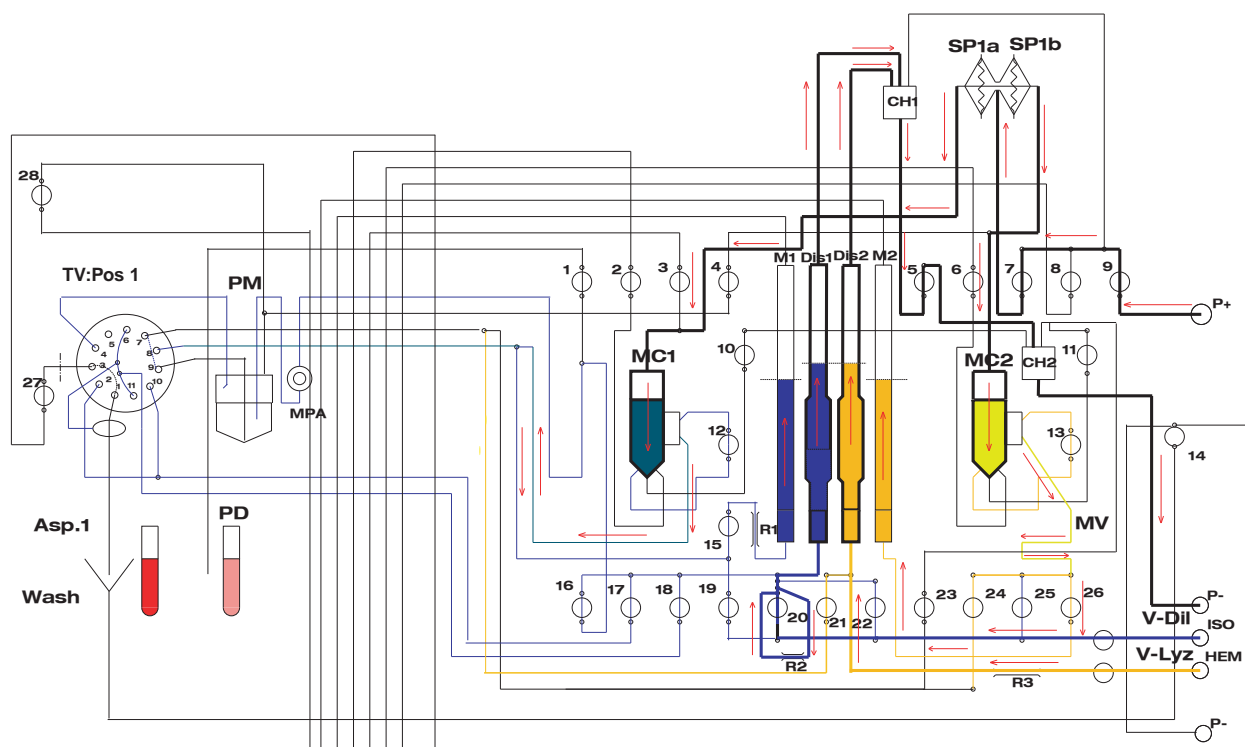 SP1a SP1b
CH1
28
TV:Pos 1
PM
1 2 3 4 M1 Dis1 Dis2 M2 5 6 7 8 9
P+
5 6 7
4 8
3 9
2 1 11 10
27
MPA
MC1 10 MC2 CH2 11
12 13
14
Asp.1 PD
15 R1 MV
Wash
16 17 18 19 20 21 22 23 24 25 26
P-
V-Dil
ISO
R2 V-Lyz HEM
R3
P-